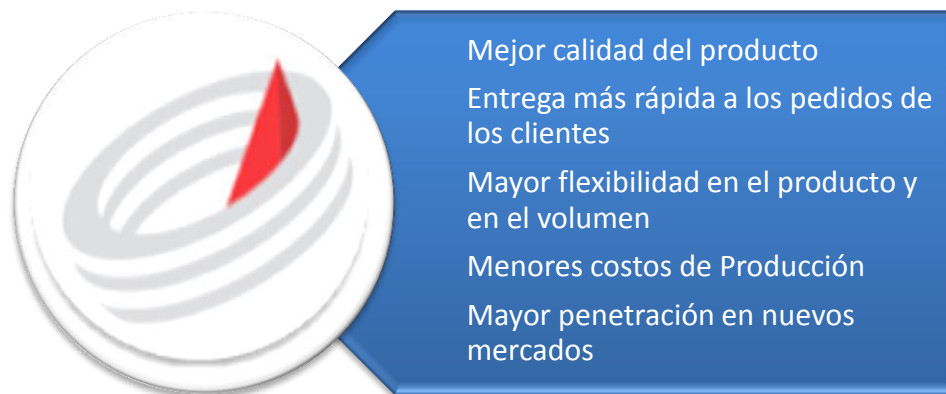 Mejor calidad del producto
Entrega más rápida a los pedidos de
los clientes
Mayor flexibilidad en el producto y
en el volumen
Menores costos de Producción
Mayor penetración en nuevos
mercados